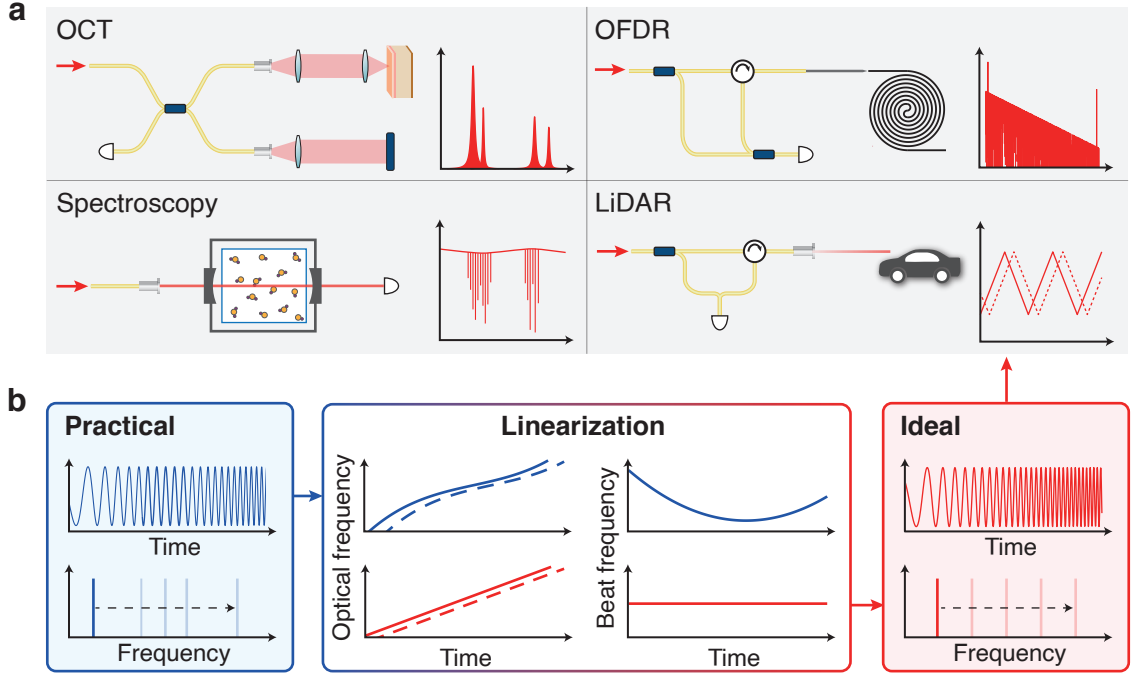 a
OCT
OFDR
Spectroscopy
LiDAR
b
Practical
Time
Frequency
Linearization
Optical frequency
Time
Beat frequency
Time
Ideal
Time
Frequency